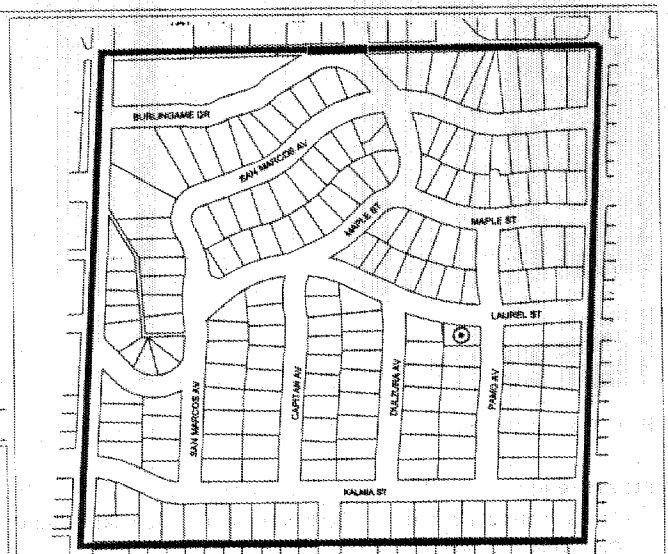 BURLINGAME DR
SAN MARCOS AV
MAPLE ST
MAPLE ST
LAUREL ST
SAN MARCOS AV
CAPITAN AV
DULZURA AV
PAMO AV
KALMIA ST